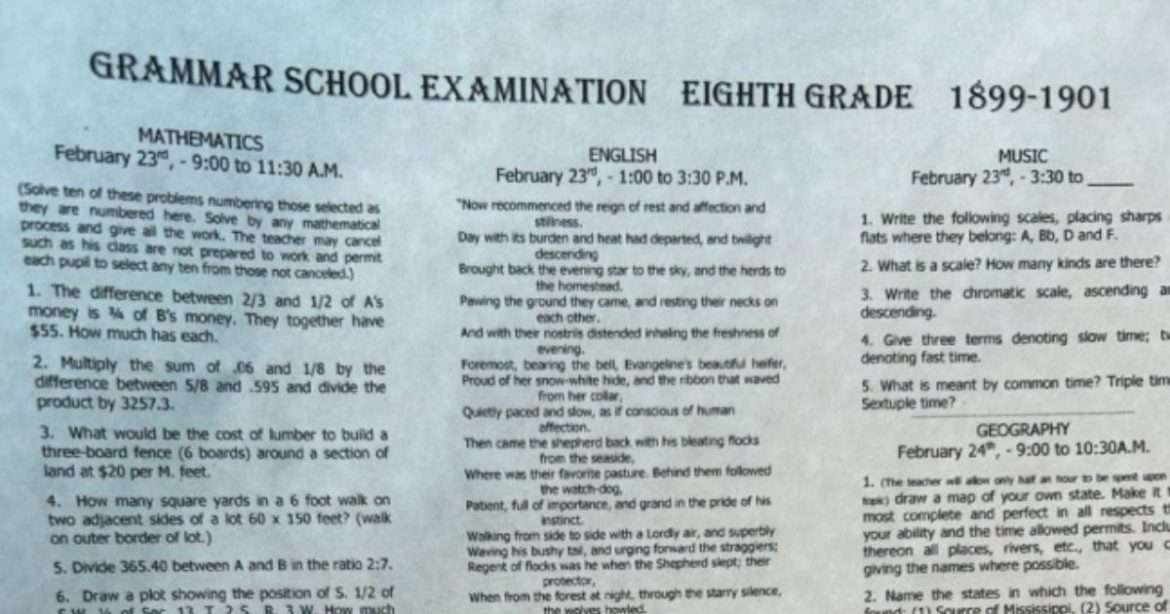 GRAMMAR SCHOOL EXAMINATION EIGHTH GRADE 1899-1901
MATHEMATICS
February 23rd, - 9:00 to 11:30 A.M.
(Solve ten of these problems numbering those selected as
they are numbered here. Solve by any mathematical
process and give all the work. The teacher may cancel
such as his class are not prepared to work and permit
each pupil to select any ten from those not canceled.)
1. The difference between 2/3 and 1/2 of A's
money is ¾ of B's money. They together have
$55. How much has each.
2. Multiply the sum of .06 and 1/8 by the
difference between 5/8 and .595 and divide the
product by 3257.3.
3. What would be the cost of lumber to build a
three-board fence (6 boards) around a section of
land at $20 per M. feet.
4. How many square yards in a 6 foot walk on
two adjacent sides of a lot 60 x 150 feet? (walk
on outer border of lot.)
5. Divide 365.40 between A and B in the ratio 2:7.
6. Draw a plot showing the position of S. 1/2 of
S.W. ¼ of Sec. 13, T. 2 S., R. 3 W. How much
ENGLISH
February 23rd, - 1:00 to 3:30 P.M.
"Now recommenced the reign of rest and affection and
stillness.
Day with its burden and heat had departed, and twilight
descending
Brought back the evening star to the sky, and the herds to
the homestead.
Pawing the ground they came, and resting their necks on
each other.
And with their nostrils distended inhaling the freshness of
evening.
Foremost, bearing the bell, Evangeline's beautiful heifer,
Proud of her snow-white hide, and the ribbon that waved
from her collar,
Quietly paced and slow, as if conscious of human
affection.
Then came the shepherd back with his bleating flocks
from the seaside,
Where was their favorite pasture. Behind them followed
the watch-dog,
Patient, full of importance, and grand in the pride of his
instinct.
Walking from side to side with a Lordly air, and superbly
Waving his bushy tail, and urging forward the stragglers;
Regent of flocks was he when the Shepherd slept; their
protector,
When from the forest at night, through the starry silence,
the wolves howled.
MUSIC
February 23rd, - 3:30 to _____
1. Write the following scales, placing sharps
flats where they belong: A, Bb, D and F.
2. What is a scale? How many kinds are there?
3. Write the chromatic scale, ascending
descending.
4. Give three terms denoting slow time;
denoting fast time.
5. What is meant by common time? Triple
Sextuple time?
GEOGRAPHY
February 24th, - 9:00 to 10:30A.M.
1. (The teacher will allow only half an hour to be spent upon
topic) draw a map of your own state. Make it
most complete and perfect in all respects
your ability and the time allowed permits.
thereon all places, rivers, etc., that you
giving the names where possible.
2. Name the states in which the following
found: (1) Source of Mississippi. (2) Source of